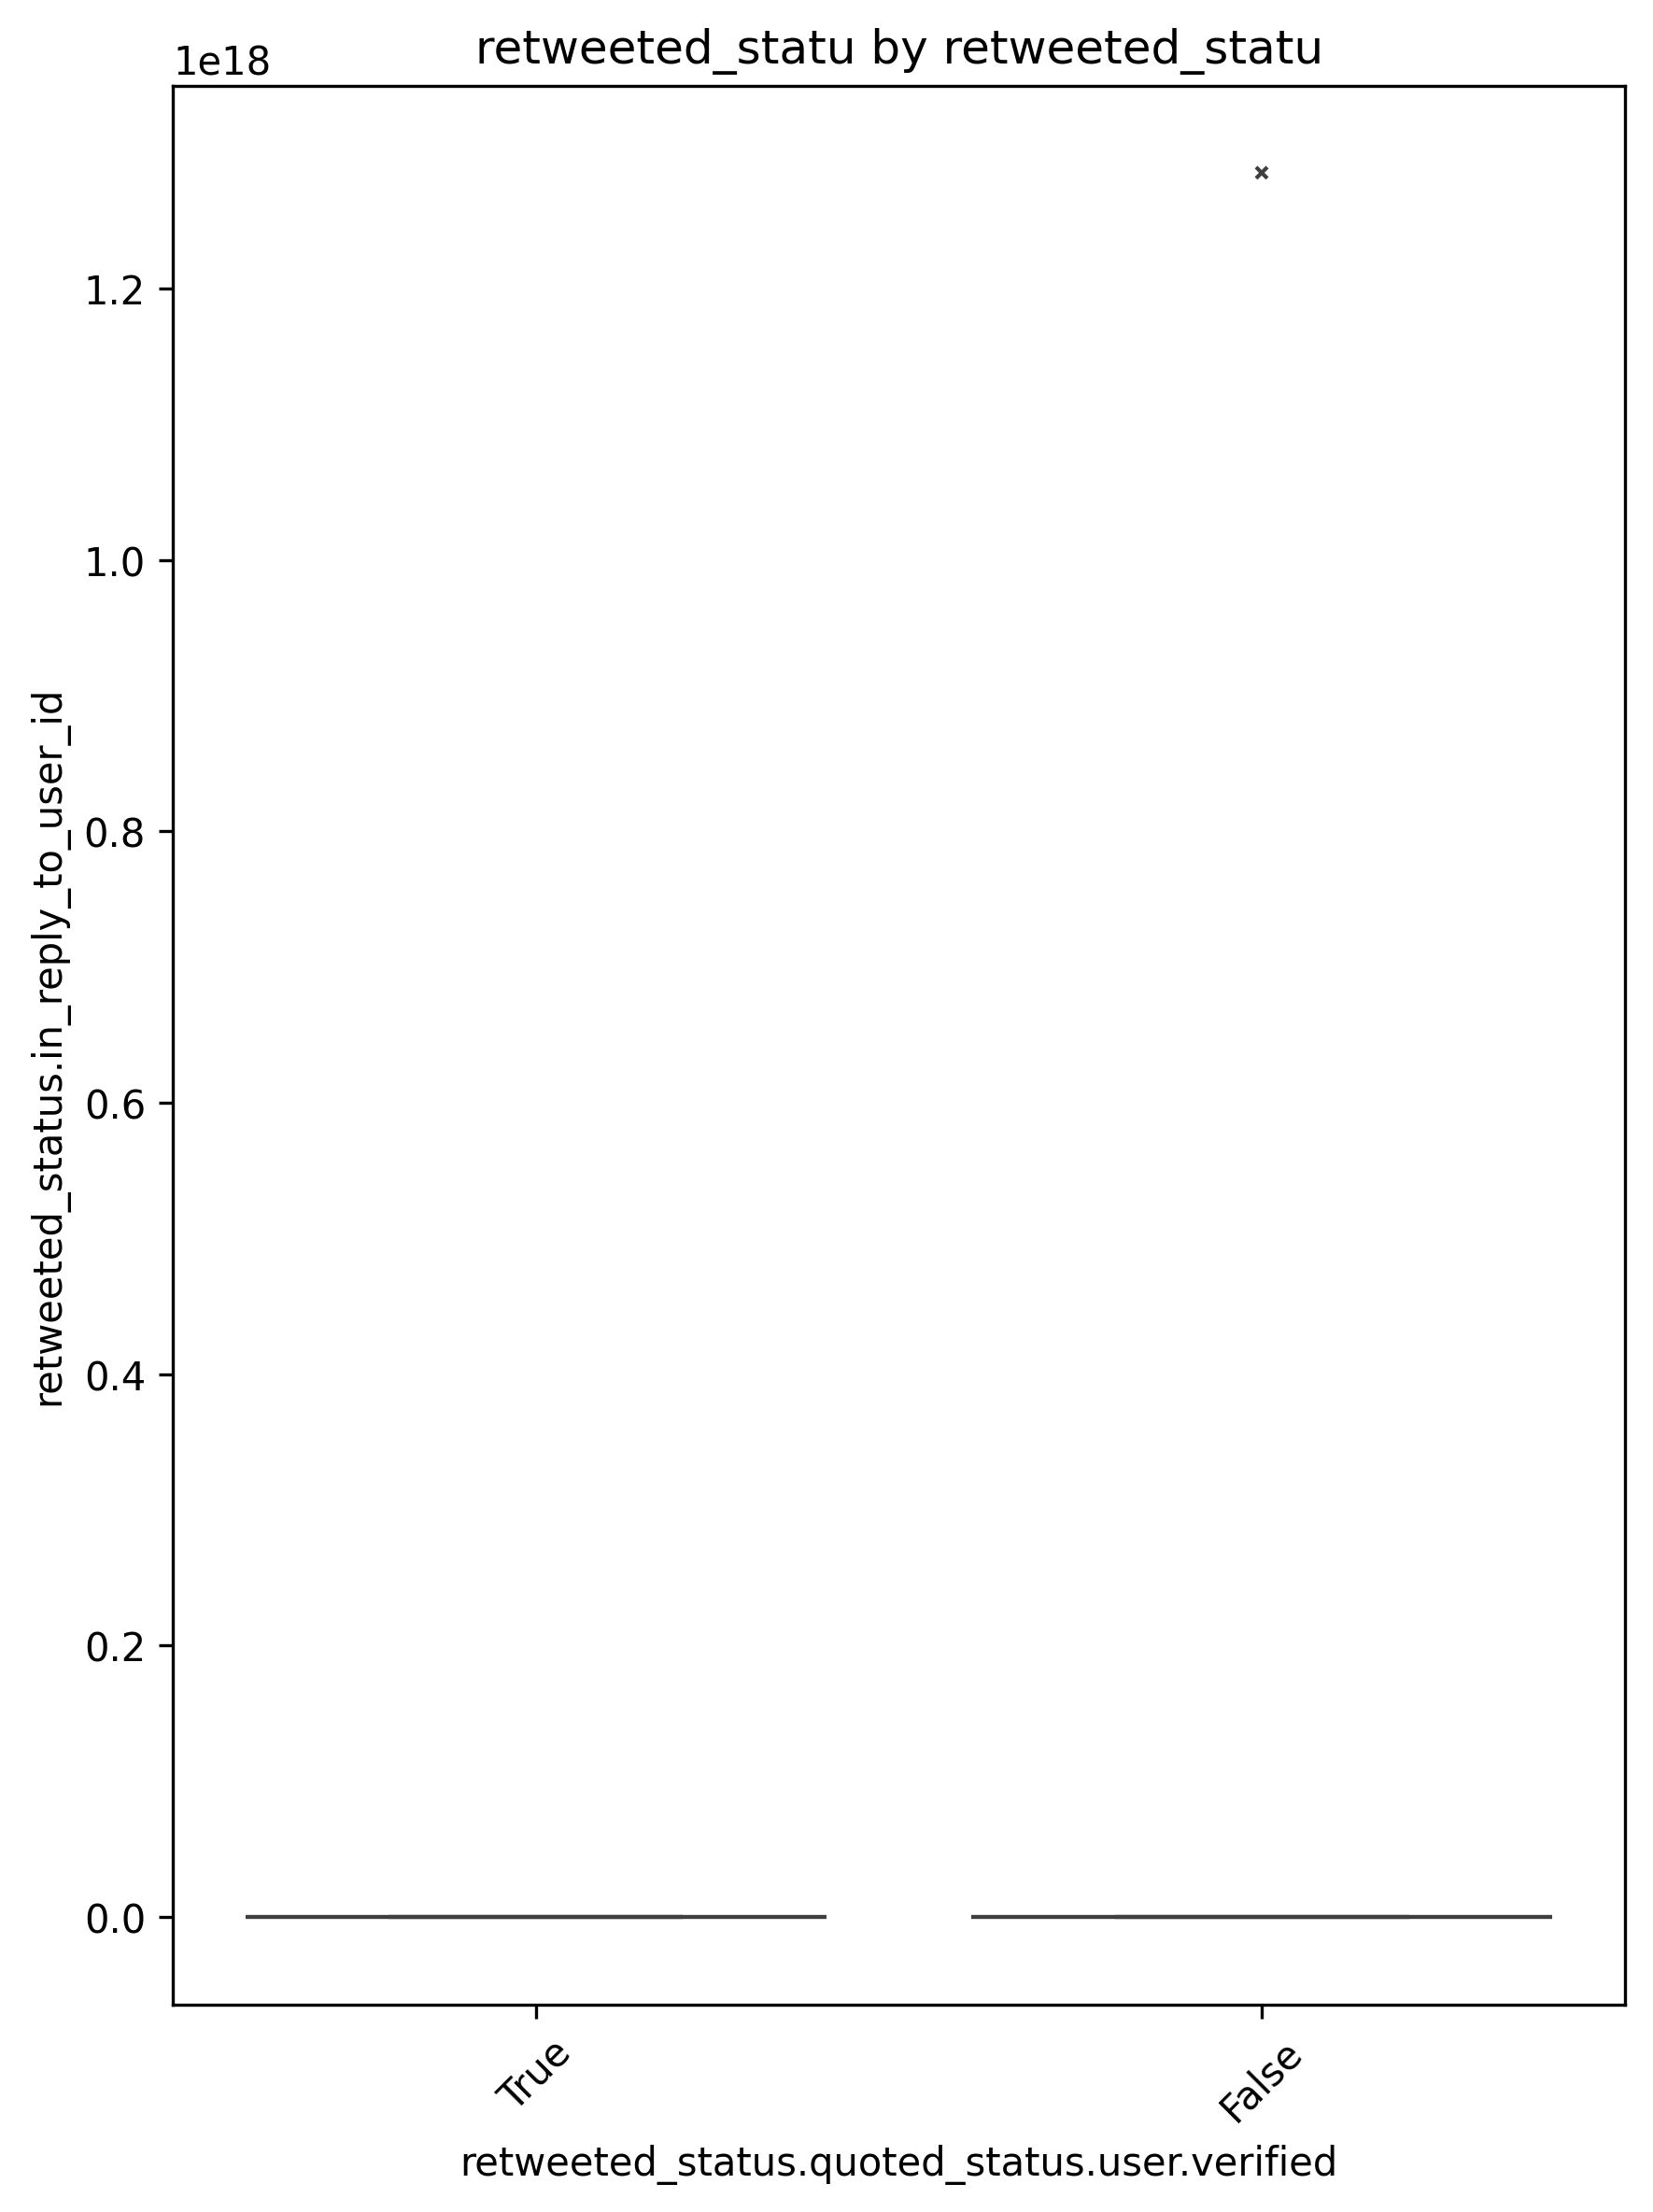 retweeted_statu by retweeted_statu
1e18
1.2
1.0
0.8
0.6
0.4
0.2
0.0
retweeted_status.in_reply_to_user_id
True
False
retweeted_status.quoted_status.user.verified